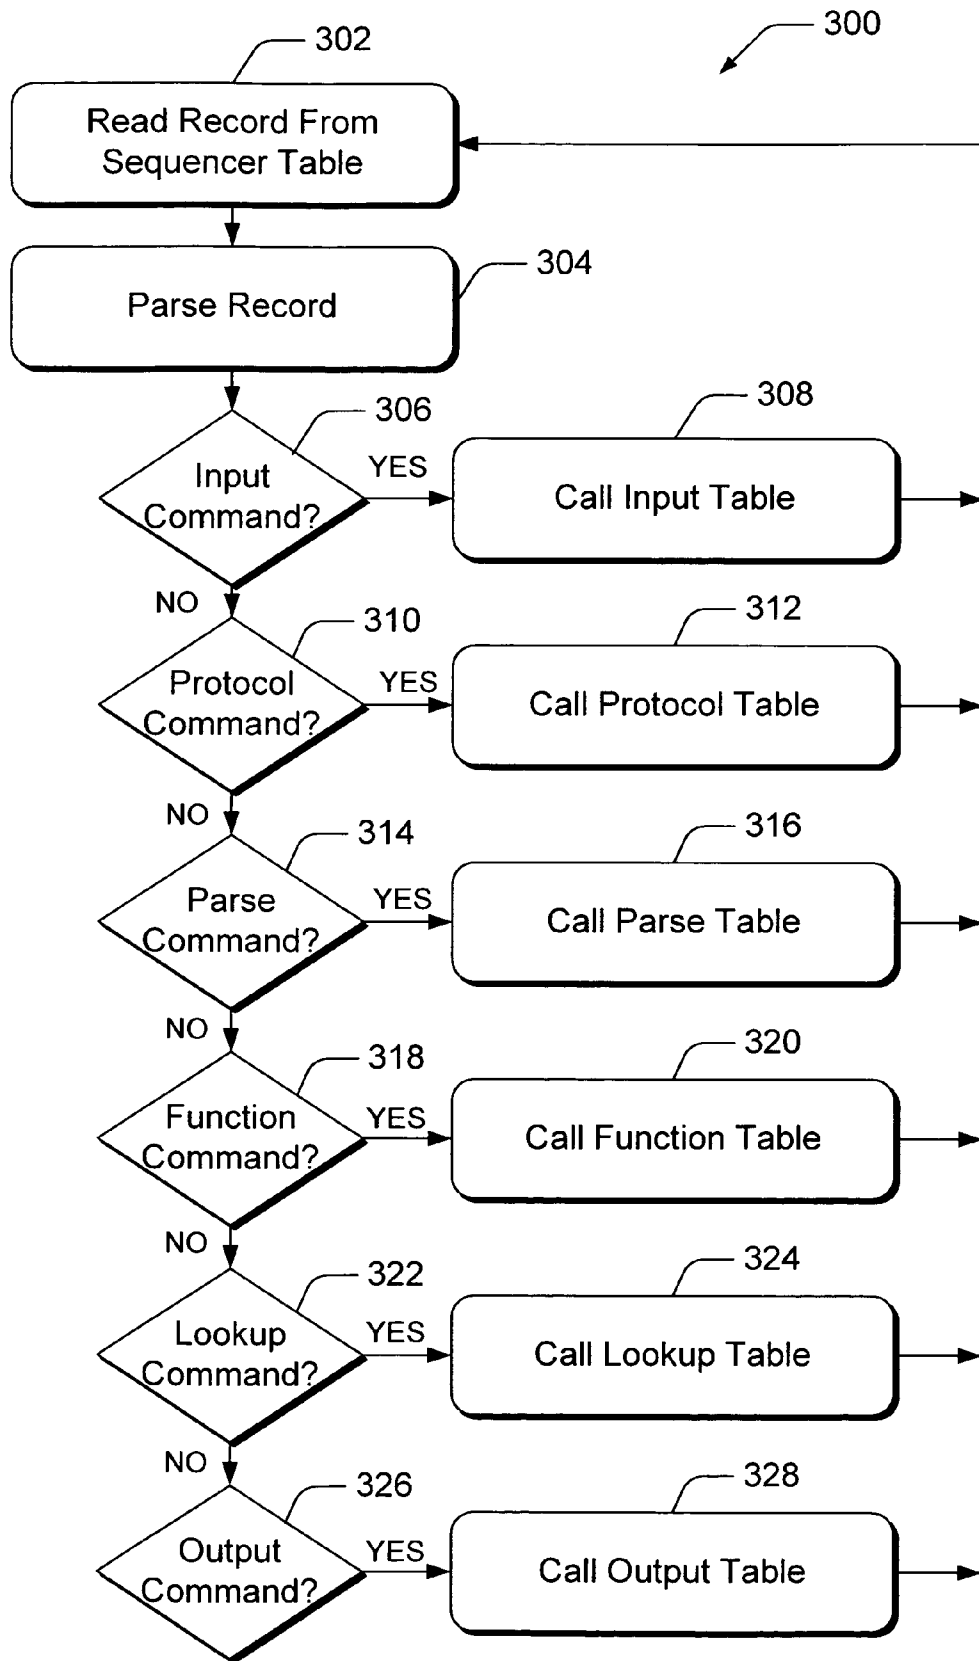 300
302
Read Record From
Sequencer Table
304
Parse Record
306
Input
Command?
YES
308
Call Input Table
NO
310
Protocol
Command?
YES
312
Call Protocol Table
NO
314
Parse
Command?
YES
316
Call Parse Table
NO
318
Function
Command?
YES
320
Call Function Table
NO
322
Lookup
Command?
YES
324
Call Lookup Table
NO
326
Output
Command?
YES
328
Call Output Table